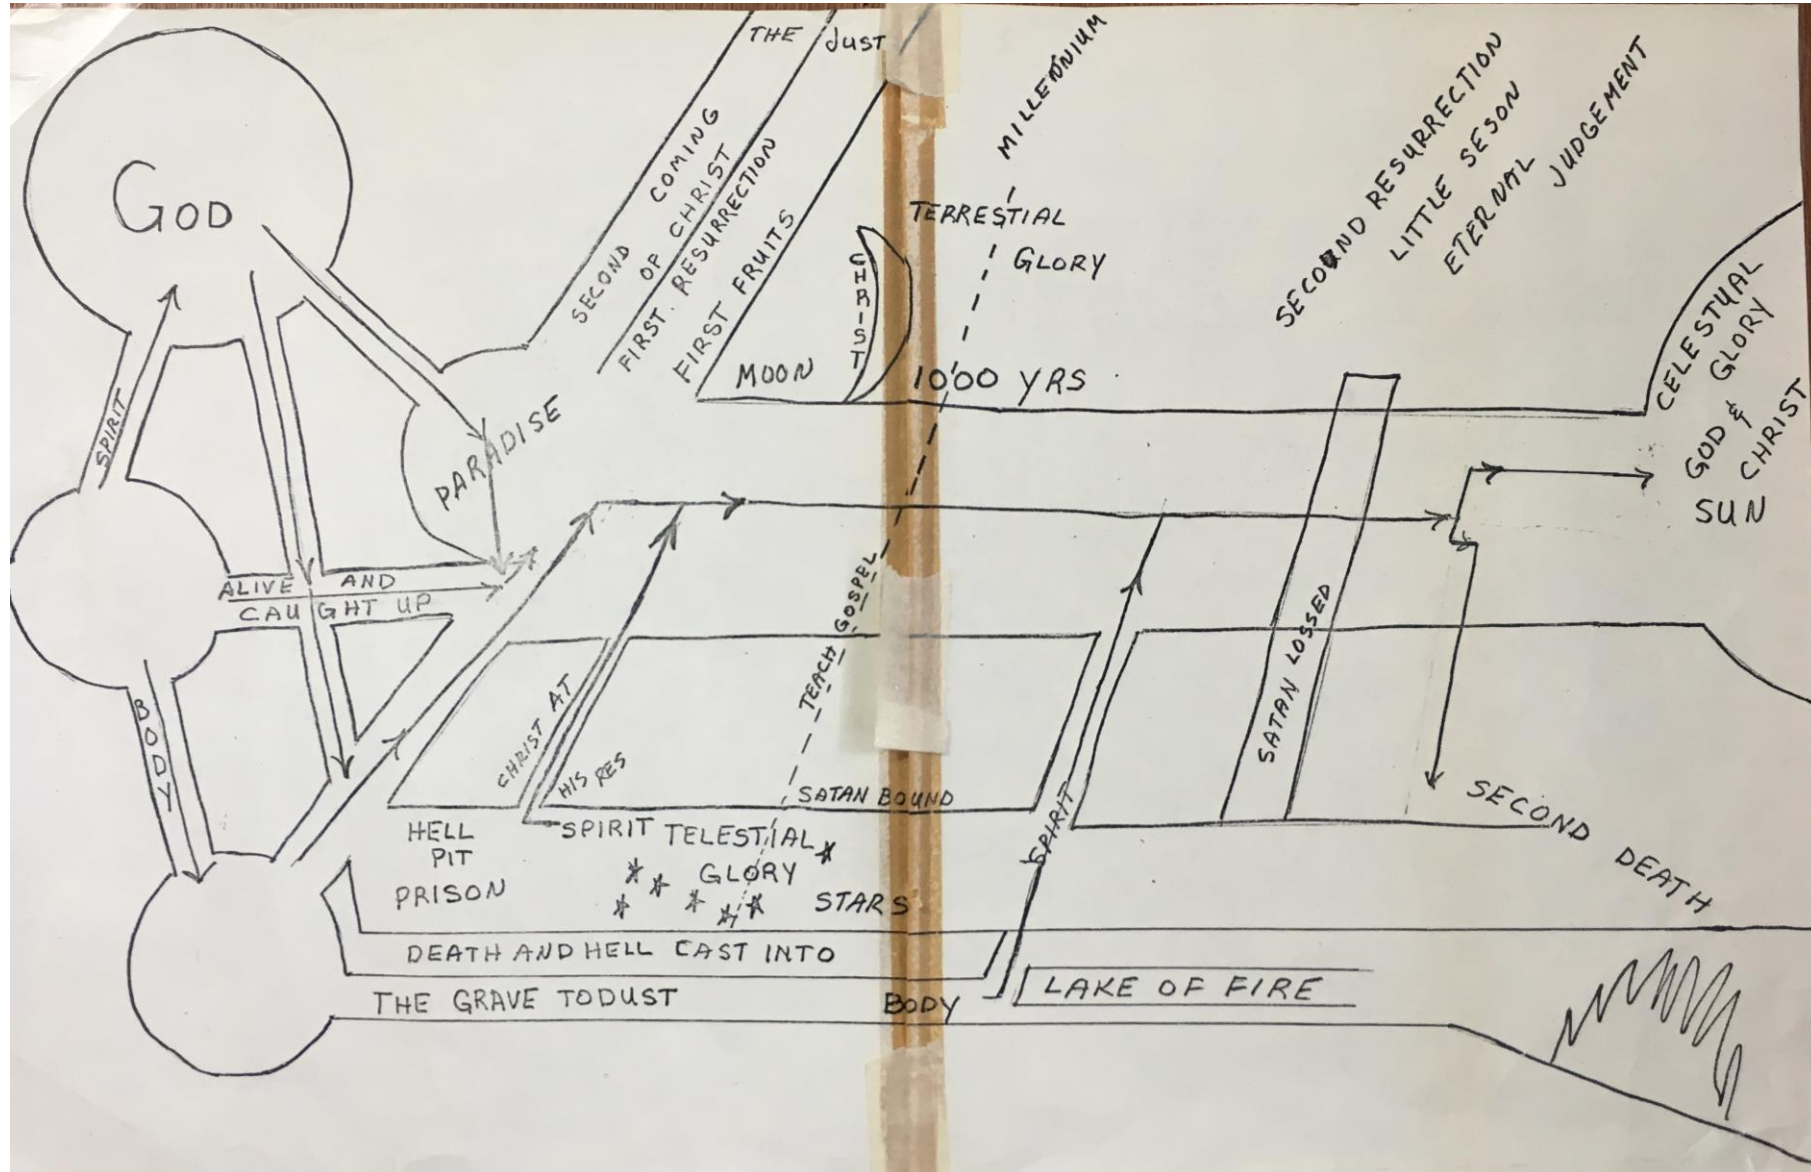 GOD
SPIRIT
PARADISE
ALIVE AND
CAUGHT UP
BODY
THE JUST
SECOND COMING
OF CHRIST
FIRST. RESURRECTION
FIRST FRUITS
MOON
CHRIST
MILLENNIUM
TERRESTIAL
GLORY
1000 YRS
SECOUND RESURRECTION
LITTLE SESON
ETERNAL JUDGEMENT
CELESTUAL
GLORY
GOD &
CHRIST
SUN
TEACH GOSPEL
CHRIST AT
HIS RES
SPIRIT
SATAN BOUND
SPIRIT
SATAN LOSSED
SECOND DEATH
HELL
PIT
PRISON
TELESTIAL
GLORY
STARS
DEATH AND HELL CAST INTO
THE GRAVE TO DUST
BODY
LAKE OF FIRE